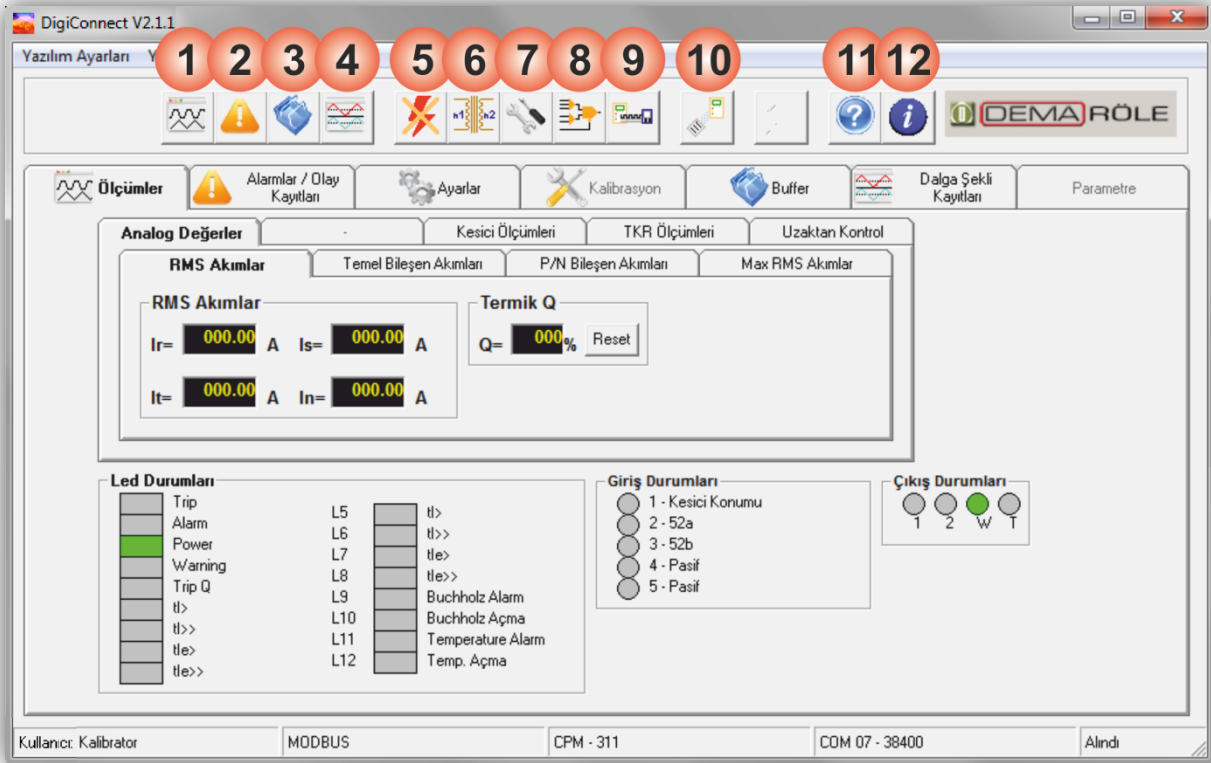 DigiConnect V2.1.1
Yazılım Ayarları Y
1 2 3 4 5 6 7 8 9 10 11 12
h1 h2
DEMA RÖLE
Ölçümler
Alarmlar / Olay
Kayıtları
Ayarlar
Kalibrasyon
Buffer
Dalga Şekli
Kayıtları
Parametre
Analog Değerler - Kesici Ölçümleri TKR Ölçümleri Uzaktan Kontrol
RMS Akımlar Temel Bileşen Akımları P/N Bileşen Akımları Max RMS Akımlar
RMS Akımlar
Ir= 000.00 A Is= 000.00 A
It= 000.00 A In= 000.00 A
Termik Q
Q= 000 % Reset
Led Durumları
Trip
Alarm
Power
Warning
Trip Q
tI>
tI>>
tIe>
tIe>>
L5 tI>
L6 tI>>
L7 tIe>
L8 tIe>>
L9 Buchholz Alarm
L10 Buchholz Açma
L11 Temperature Alarm
L12 Temp. Açma
Giriş Durumları
1 - Kesici Konumu
2 - 52a
3 - 52b
4 - Pasif
5 - Pasif
Çıkış Durumları
1 2 W T
Kullanıcı: Kalibrator MODBUS CPM - 311 COM 07 - 38400 Alındı